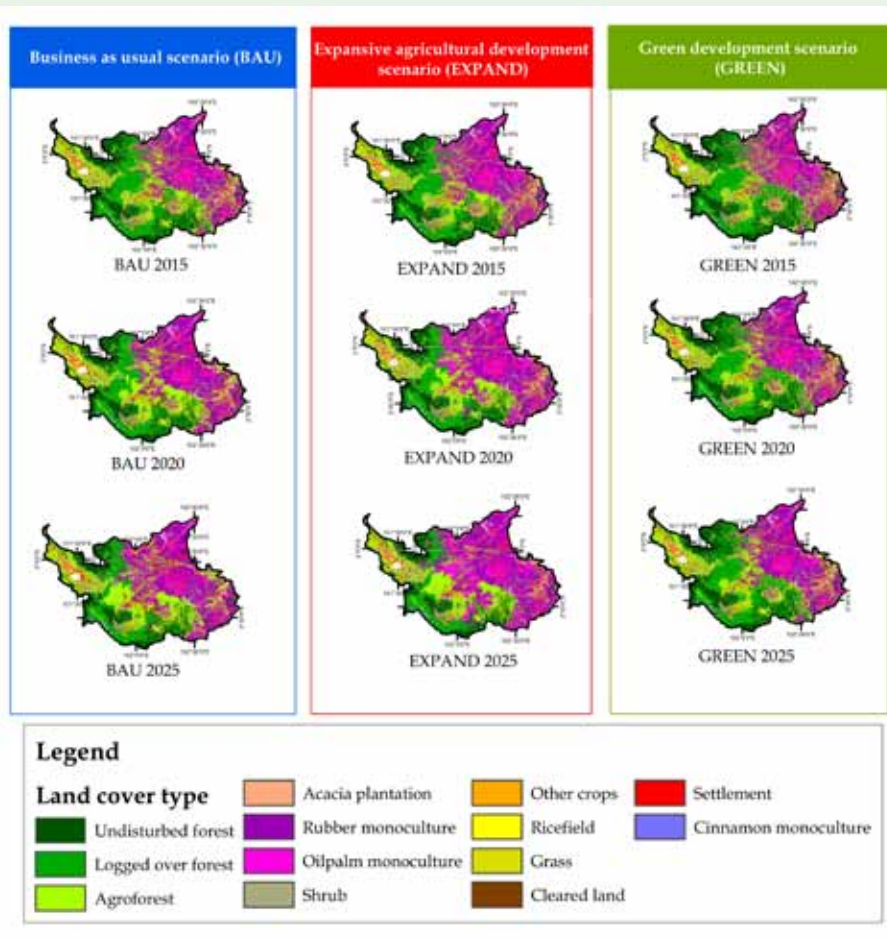 Business as usual scenario (BAU)
Expansive agricultural development
scenario (EXPAND)
Green development scenario
(GREEN)
BAU 2015
EXPAND 2015
GREEN 2015
BAU 2020
EXPAND 2020
GREEN 2020
BAU 2025
EXPAND 2025
GREEN 2025
Legend
Land cover type
Undisturbed forest
Logged over forest
Agroforest
Acacia plantation
Rubber monoculture
Oilpalm monoculture
Shrub
Other crops
Ricefield
Grass
Cleared land
Settlement
Cinnamon monoculture